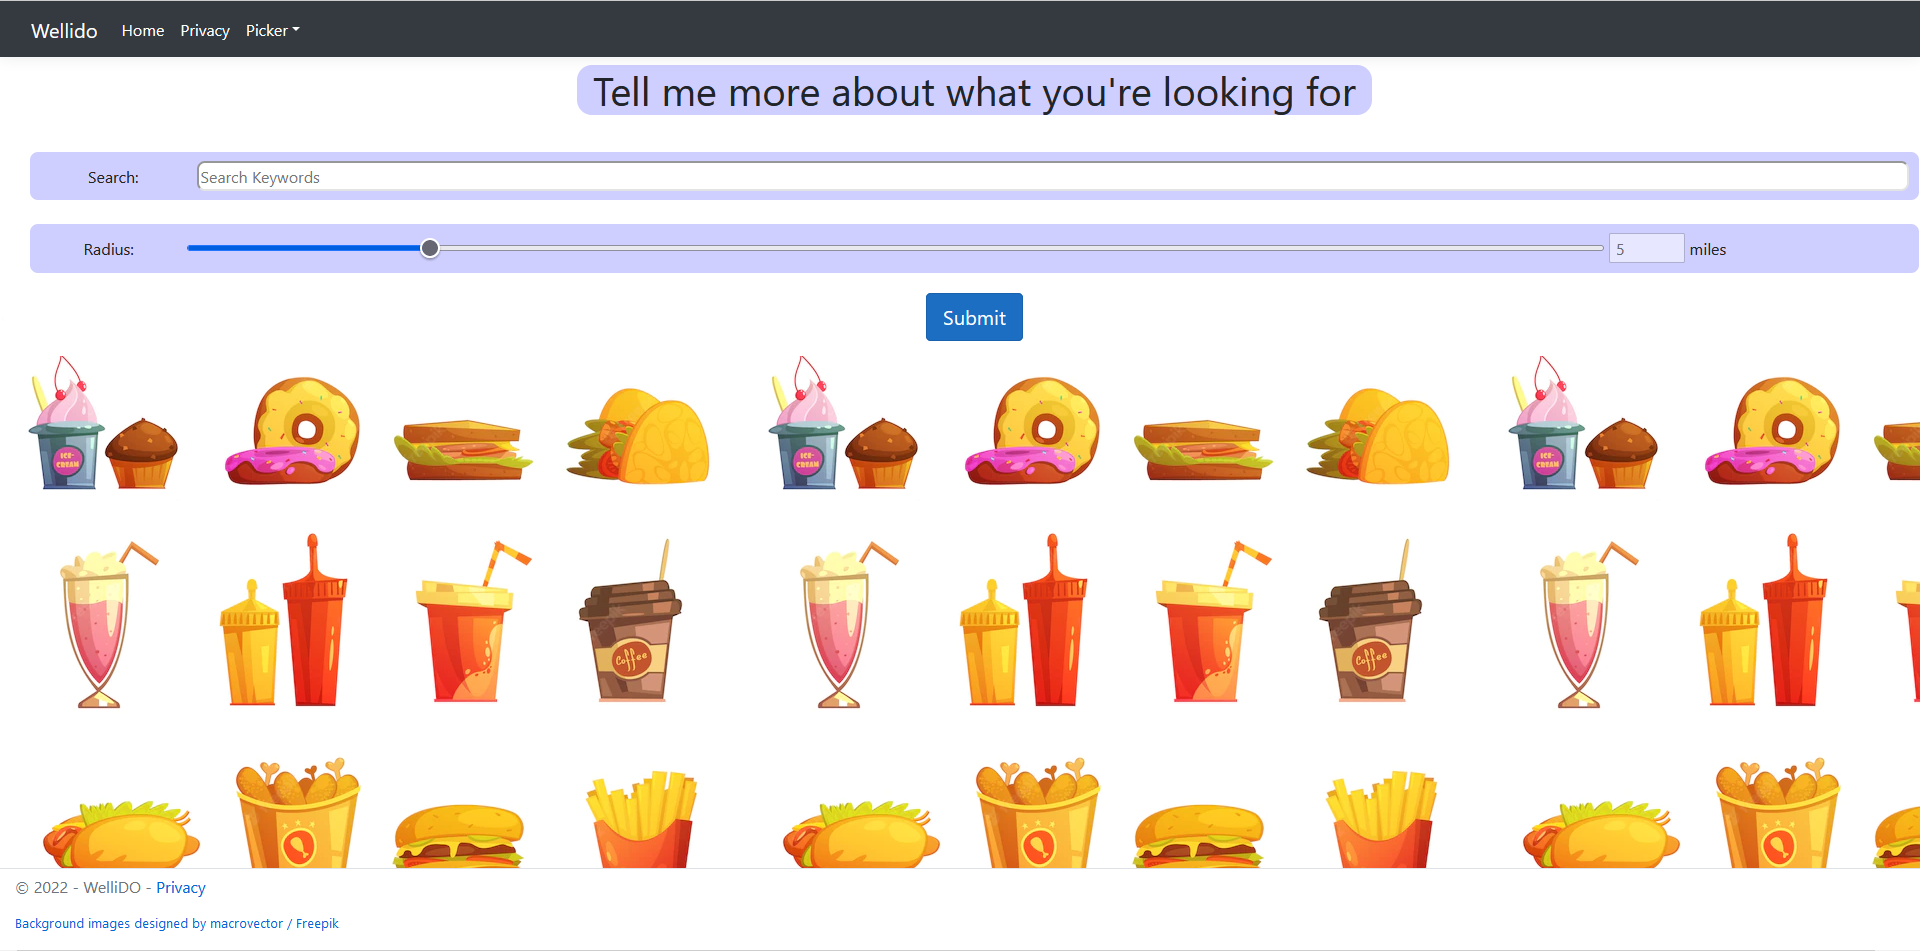 Wellido Home Privacy Picker
Tell me more about what you're looking for
Search: Search Keywords
Radius: 5 miles
Submit
ICE-CREAM ICE-CREAM ICE-CREAM
Coffee Coffee
© 2022 - WelliDO - Privacy
Background images designed by macrovector / Freepik